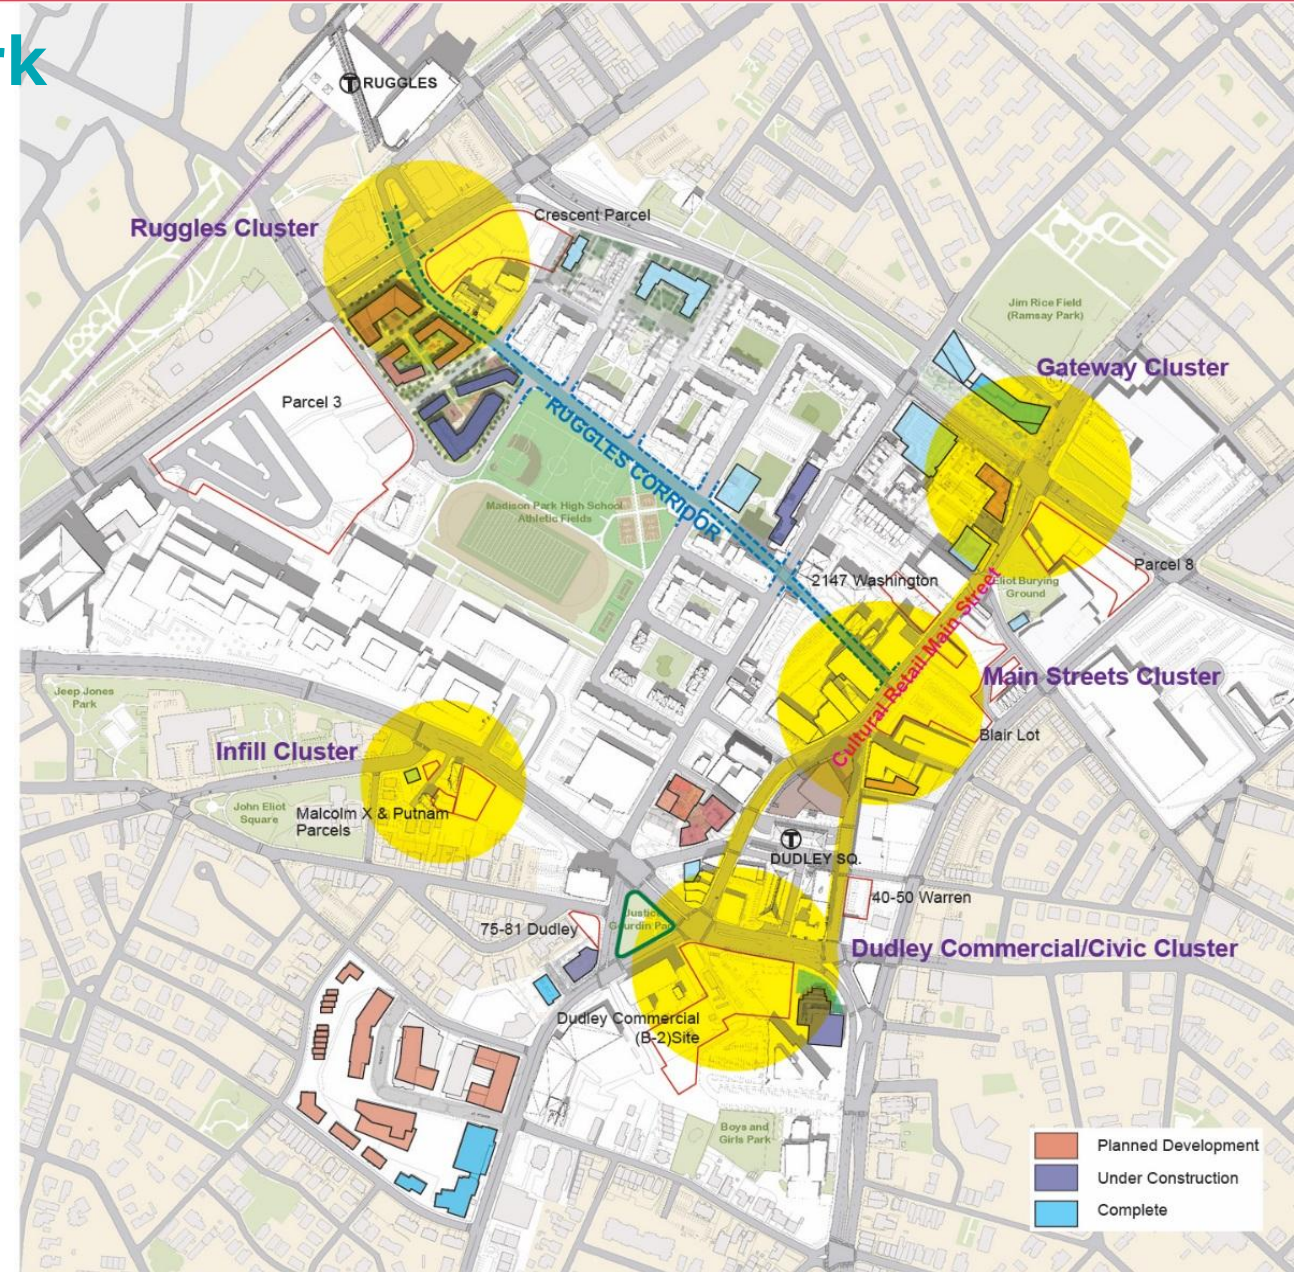 rk
T RUGGLES
Ruggles Cluster
Crescent Parcel
Jim Rice Field
(Ramsay Park)
Gateway Cluster
Parcel 3
RUGGLES CORRIDOR
Madison Park High School
Athletic Fields
2147 Washington
Eliot Burying
Ground
Parcel 8
Cultural Retail Main Street
Main Streets Cluster
Jeep Jones
Park
Infill Cluster
Blair Lot
John Eliot
Square
Malcolm X & Putnam
Parcels
T
DUDLEY SQ.
40-50 Warren
75-81 Dudley
Justice
Gourdin Park
Dudley Commercial/Civic Cluster
Dudley Commercial
(B-2)Site
Boys and
Girls Park
Planned Development
Under Construction
Complete